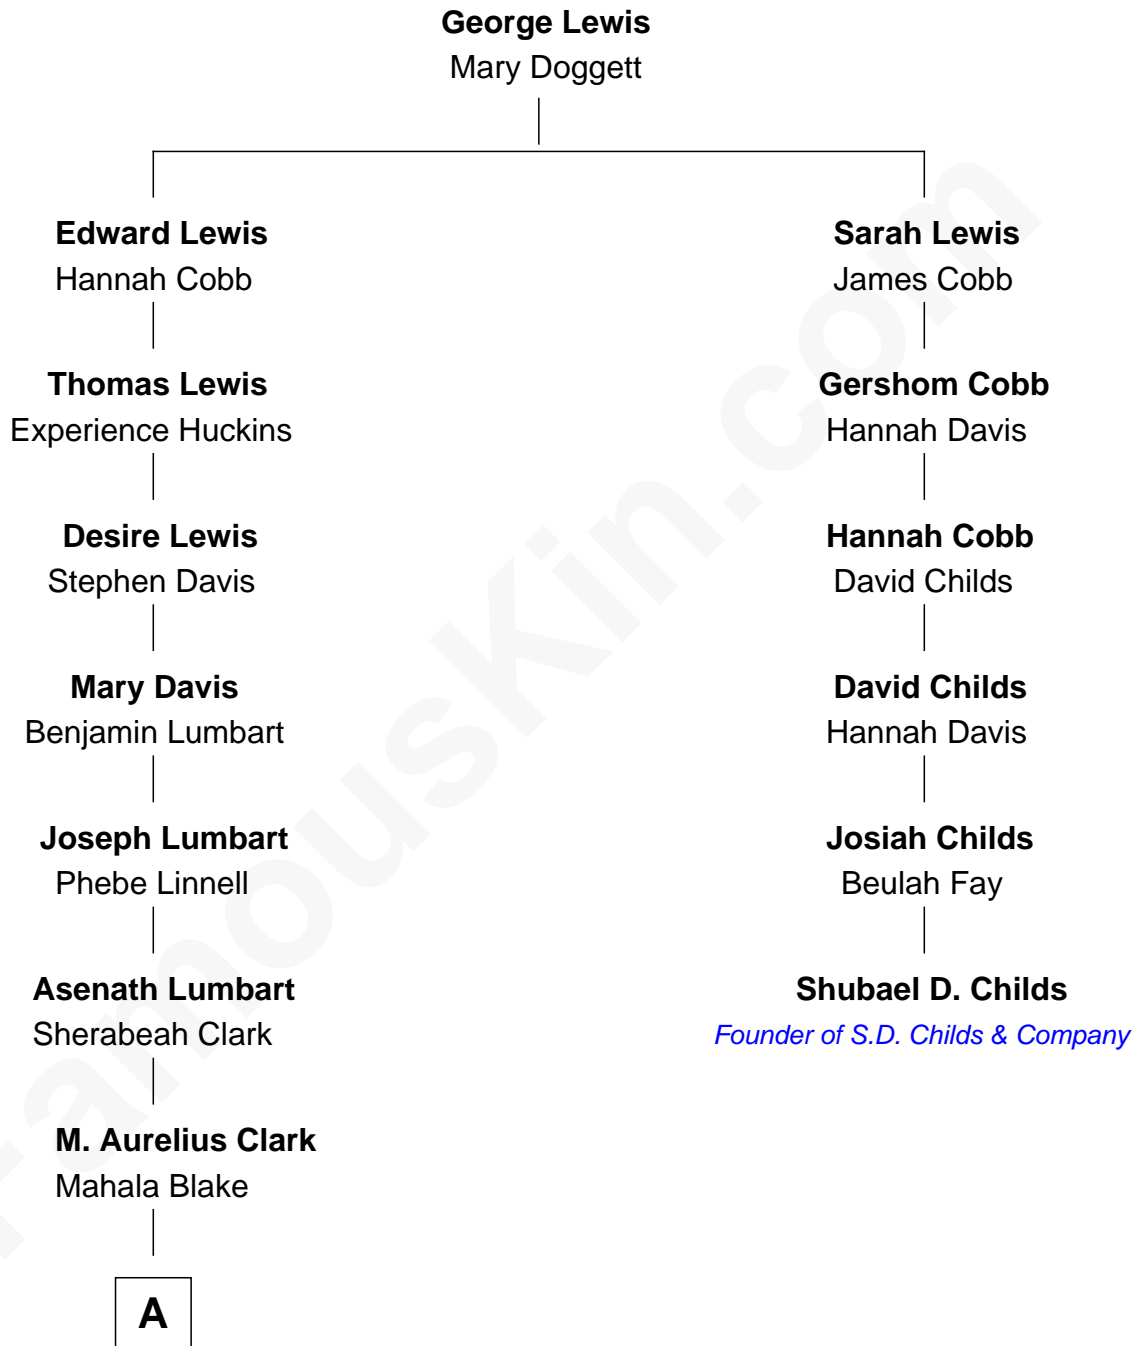 George Lewis
Mary Doggett
Edward Lewis
Hannah Cobb
Sarah Lewis
James Cobb
Thomas Lewis
Experience Huckins
Gershom Cobb
Hannah Davis
Desire Lewis
Stephen Davis
Hannah Cobb
David Childs
Mary Davis
Benjamin Lumbart
David Childs
Hannah Davis
Joseph Lumbart
Phebe Linnell
Josiah Childs
Beulah Fay
Asenath Lumbart
Sherabeah Clark
Shubael D. Childs
Founder of S.D. Childs & Company
M. Aurelius Clark
Mahala Blake
A
FamousKin.com